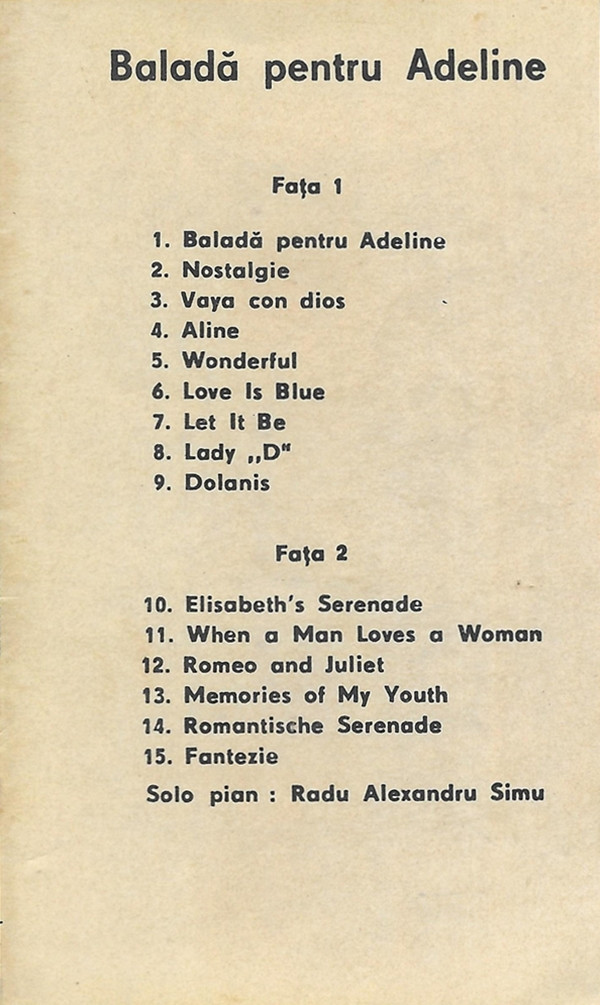 Baladă pentru Adeline
Fața 1
1. Baladă pentru Adeline
2. Nostalgie
3. Vaya con dios
4. Aline
5. Wonderful
6. Love Is Blue
7. Let It Be
8. Lady „D“
9. Dolanis
Fața 2
10. Elisabeth's Serenade
11. When a Man Loves a Woman
12. Romeo and Juliet
13. Memories of My Youth
14. Romantische Serenade
15. Fantezie
Solo pian : Radu Alexandru Simu